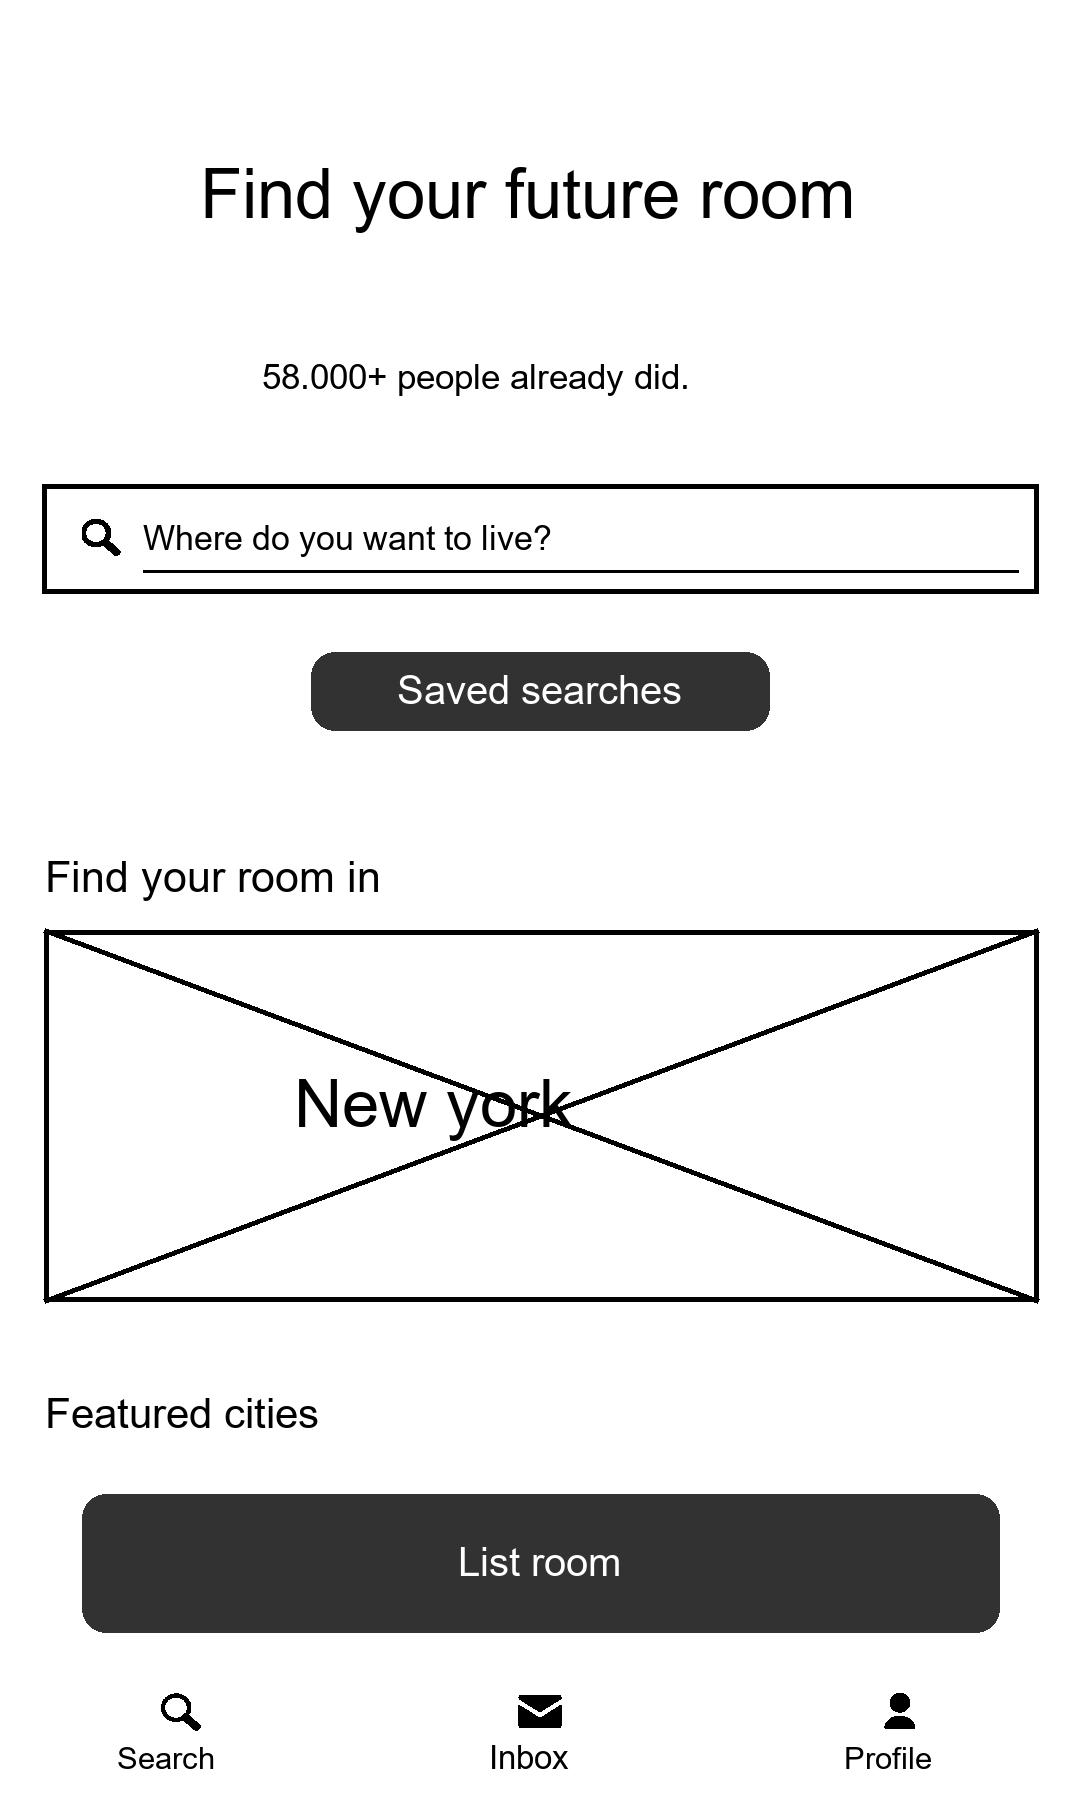 Find your future room
58.000+ people already did.
Where do you want to live?
Saved searches
Find your room in
New york
Featured cities
List room
Search
Inbox
Profile